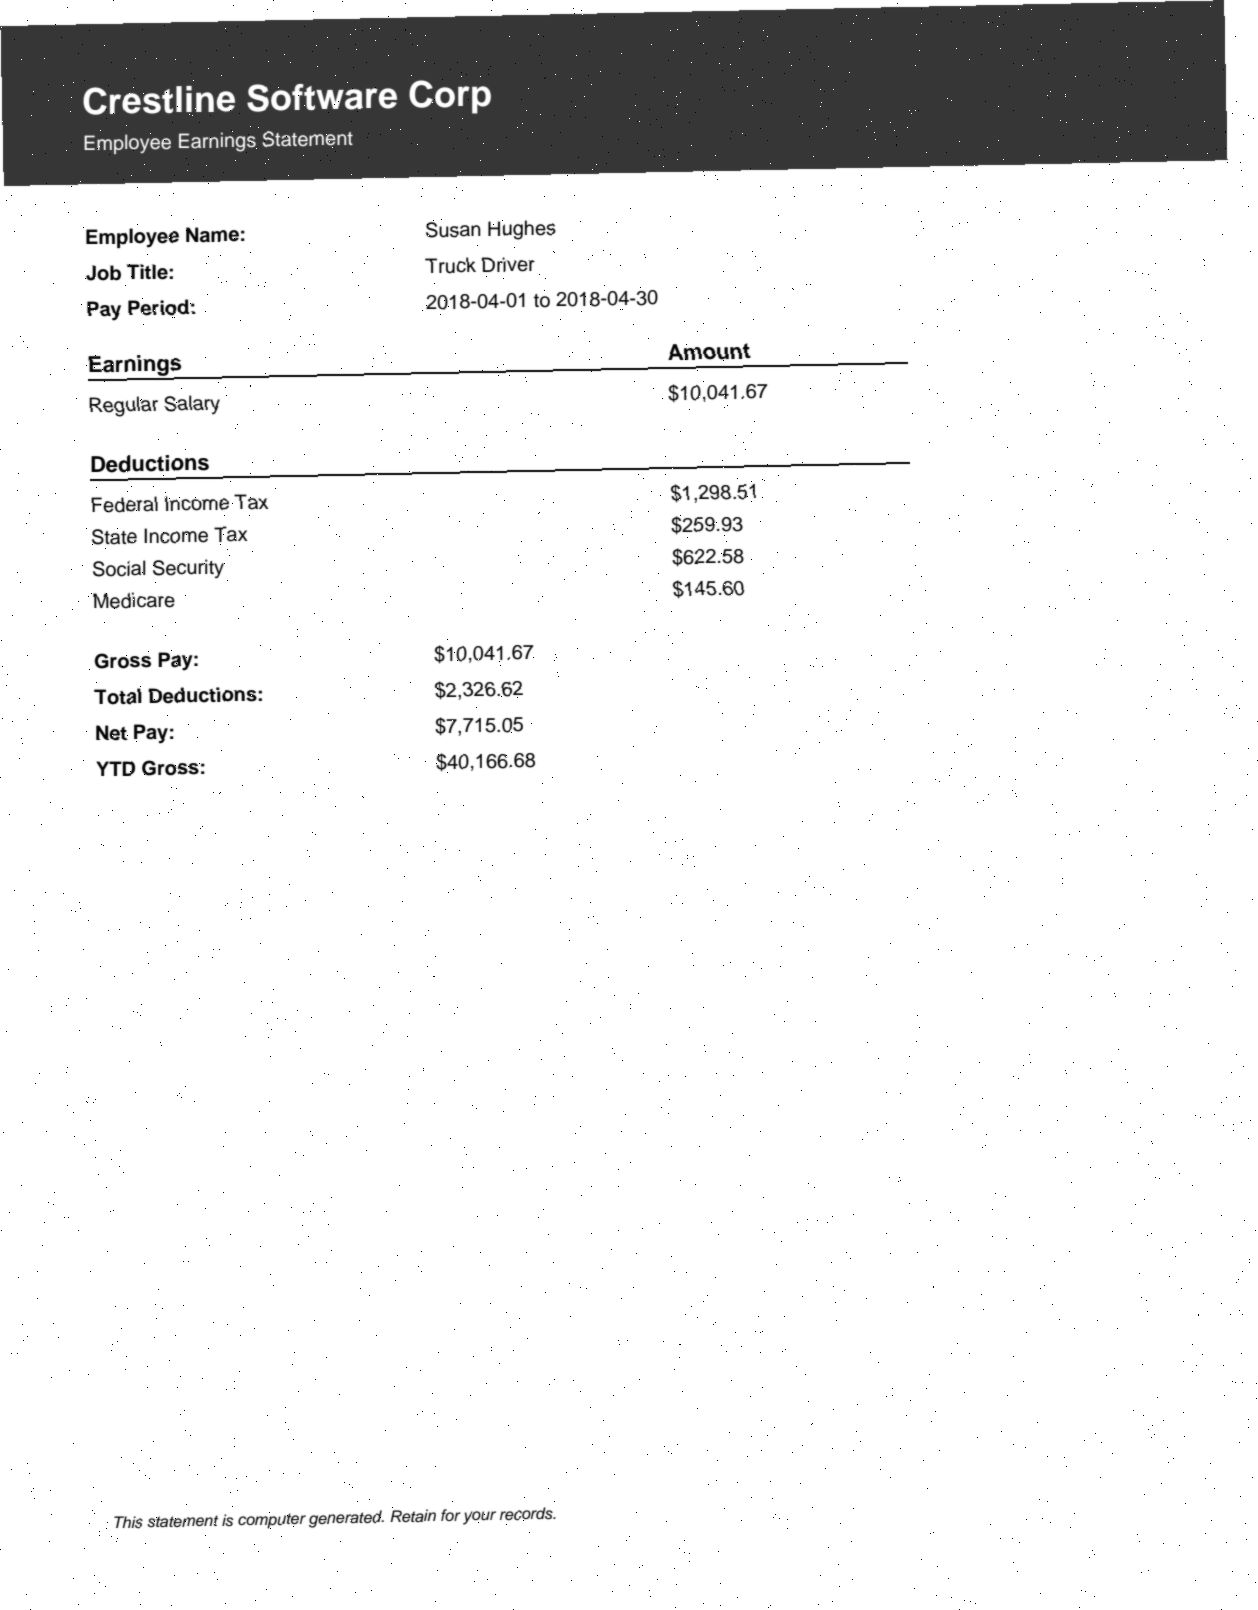 Crestline Software Corp
Employee Earnings Statement
Employee Name: Susan Hughes
Job Title: Truck Driver
Pay Period: 2018-04-01 to 2018-04-30
Earnings Amount
Regular Salary $10,041.67
Deductions
Federal Income Tax $1,298.51
State Income Tax $259.93
Social Security $622.58
Medicare $145.60
Gross Pay: $10,041.67
Total Deductions: $2,326.62
Net Pay: $7,715.05
YTD Gross: $40,166.68
This statement is computer generated. Retain for your records.